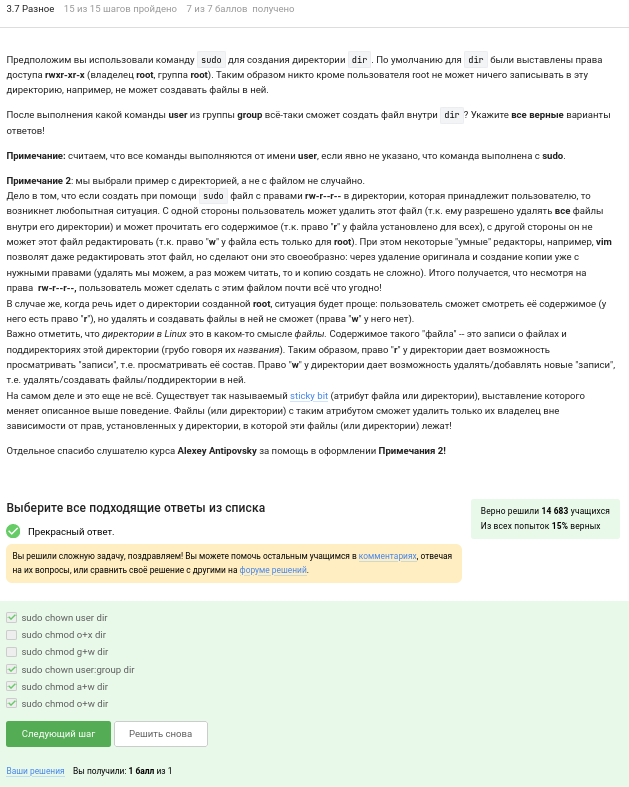 3.7 Разное 15 из 15 шагов пройдено 7 из 7 баллов получено
Предположим вы использовали команду sudo для создания директории dir. По умолчанию для dir были выставлены права
доступа rwxr-xr-x (владелец root, группа root). Таким образом никто кроме пользователя root не может ничего записывать в эту
директорию, например, не может создавать файлы в ней.
После выполнения какой команды user из группы group всё-таки сможет создать файл внутри dir? Укажите все верные варианты
ответов!
Примечание: считаем, что все команды выполняются от имени user, если явно не указано, что команда выполнена с sudo.
Примечание 2: мы выбрали пример с директорией, а не с файлом не случайно.
Дело в том, что если создать при помощи sudo файл с правами rw-r--r-- в директории, которая принадлежит пользователю, то
возникнет любопытная ситуация. С одной стороны пользователь может удалить этот файл (т.к. ему разрешено удалять все файлы
внутри его директории) и может прочитать его содержимое (т.к. право "r" у файла установлено для всех), с другой стороны он не
может этот файл редактировать (т.к. право "w" у файла есть только для root). При этом некоторые "умные" редакторы, например, vim
позволят даже редактировать этот файл, но сделают они это своеобразно: через удаление оригинала и создание копии уже с
нужными правами (удалять мы можем, а раз можем читать, то и копию создать не сложно). Итого получается, что несмотря на
права rw-r--r--, пользователь может сделать с этим файлом почти всё что угодно!
В случае же, когда речь идет о директории созданной root, ситуация будет проще: пользователь сможет смотреть её содержимое (у
него есть право "r"), но удалять и создавать файлы в ней не сможет (права "w" у него нет).
Важно отметить, что директории в Linux это в каком-то смысле файлы. Содержимое такого "файла" -- это записи о файлах и
поддиректориях этой директории (грубо говоря их названия). Таким образом, право "r" у директории дает возможность
просматривать "записи", т.е. просматривать её состав. Право "w" у директории дает возможность удалять/добавлять новые "записи",
т.е. удалять/создавать файлы/поддиректории в ней.
На самом деле и это еще не всё. Существует так называемый sticky bit (атрибут файла или директории), выставление которого
меняет описанное выше поведение. Файлы (или директории) с таким атрибутом сможет удалить только их владелец вне
зависимости от прав, установленных у директории, в которой эти файлы (или директории) лежат!
Отдельное спасибо слушателю курса Alexey Antipovsky за помощь в оформлении Примечания 2!
Выберите все подходящие ответы из списка
Верно решили 14 683 учащихся
Из всех попыток 15% верных
Прекрасный ответ.
Вы решили сложную задачу, поздравляем! Вы можете помочь остальным учащимся в комментариях, отвечая
на их вопросы, или сравнить своё решение с другими на форуме решений.
sudo chown user dir
sudo chmod o+x dir
sudo chmod g+w dir
sudo chown user:group dir
sudo chmod a+w dir
sudo chmod o+w dir
Следующий шаг Решить снова
Ваши решения Вы получили: 1 балл из 1